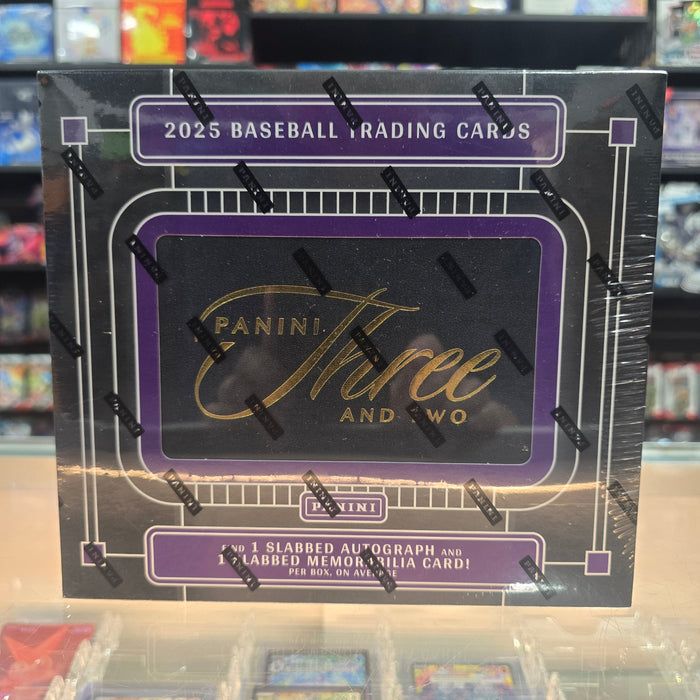 2025 BASEBALL TRADING CARDS
PANINI
Three
AND TWO
PANINI
FIND 1 SLABBED AUTOGRAPH AND
1 SLABBED MEMORABILIA CARD!
PER BOX, ON AVERAGE